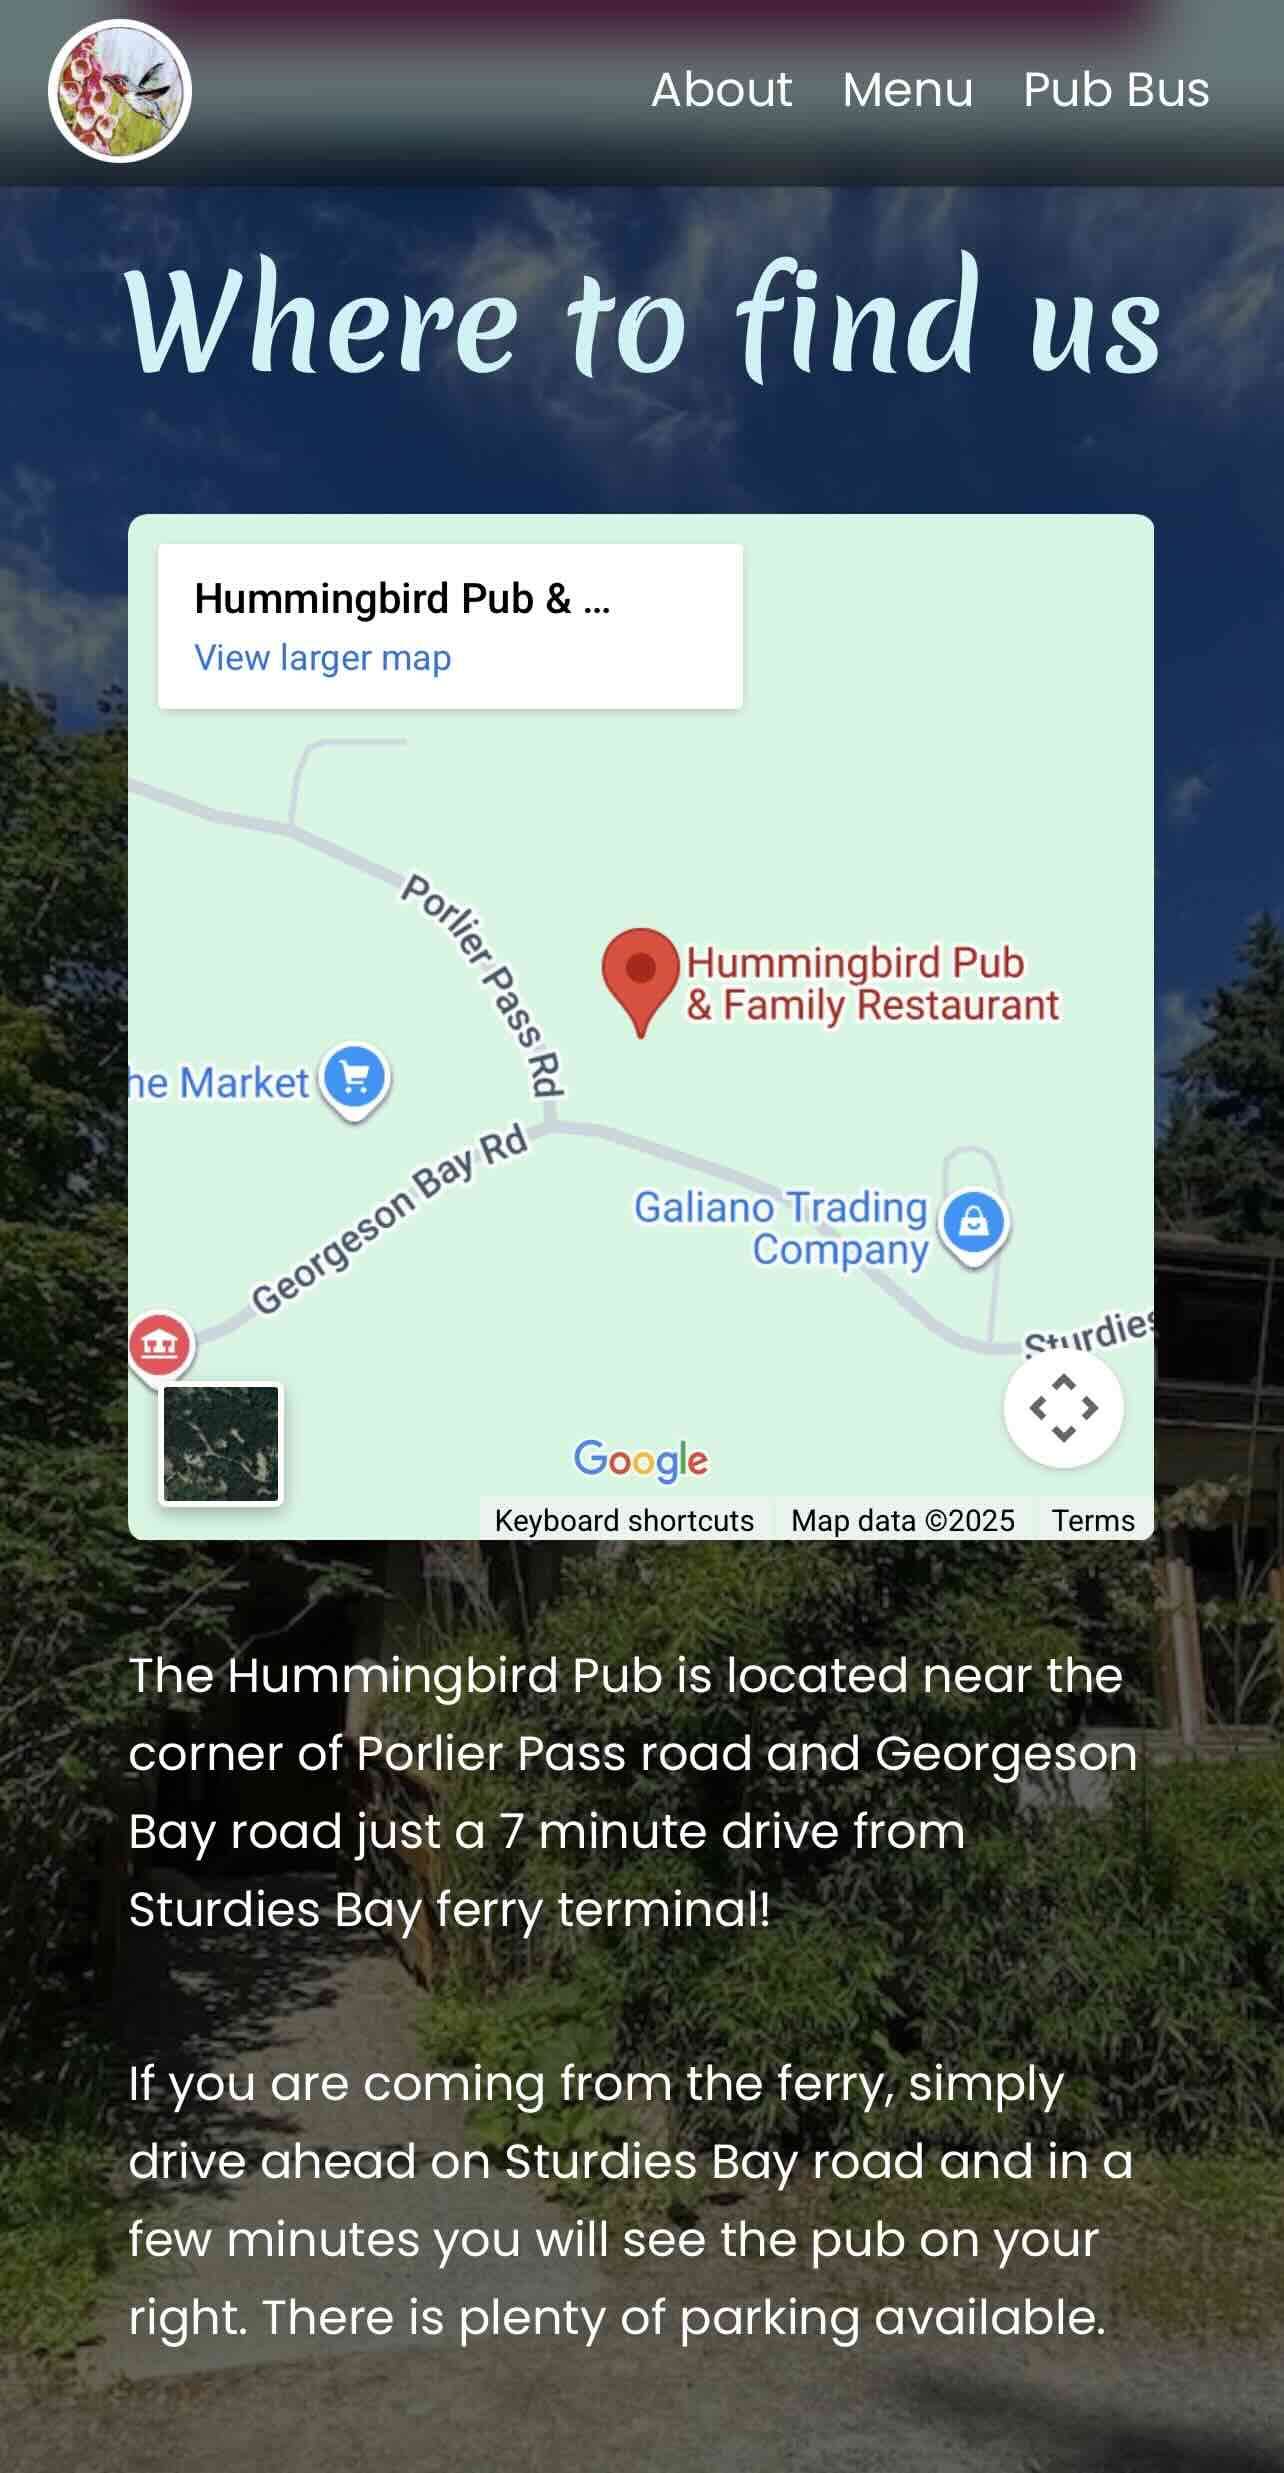 About Menu Pub Bus
Where to find us
Hummingbird Pub & ...
View larger map
Porlier Pass Rd
Hummingbird Pub
& Family Restaurant
he Market
Georgeson Bay Rd
Galiano Trading
Company
Sturdies
Google
Keyboard shortcuts Map data ©2025 Terms
The Hummingbird Pub is located near the
corner of Porlier Pass road and Georgeson
Bay road just a 7 minute drive from
Sturdies Bay ferry terminal!
If you are coming from the ferry, simply
drive ahead on Sturdies Bay road and in a
few minutes you will see the pub on your
right. There is plenty of parking available.